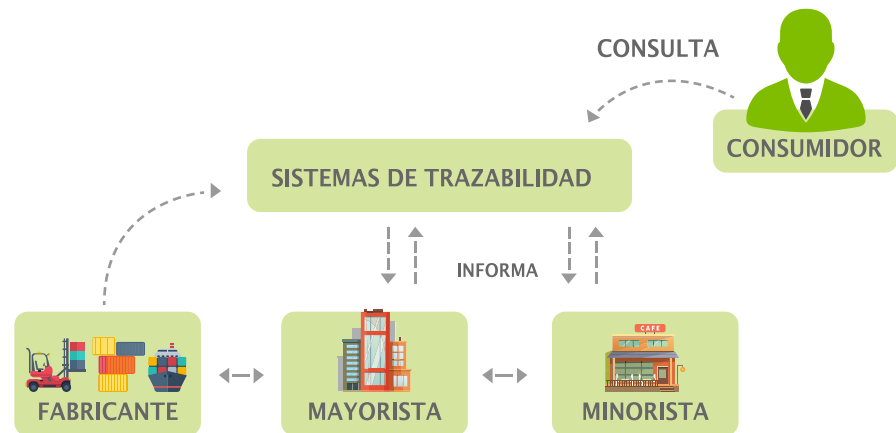 CONSULTA
CONSUMIDOR
SISTEMAS DE TRAZABILIDAD
INFORMA
CAFE
FABRICANTE
MAYORISTA
MINORISTA